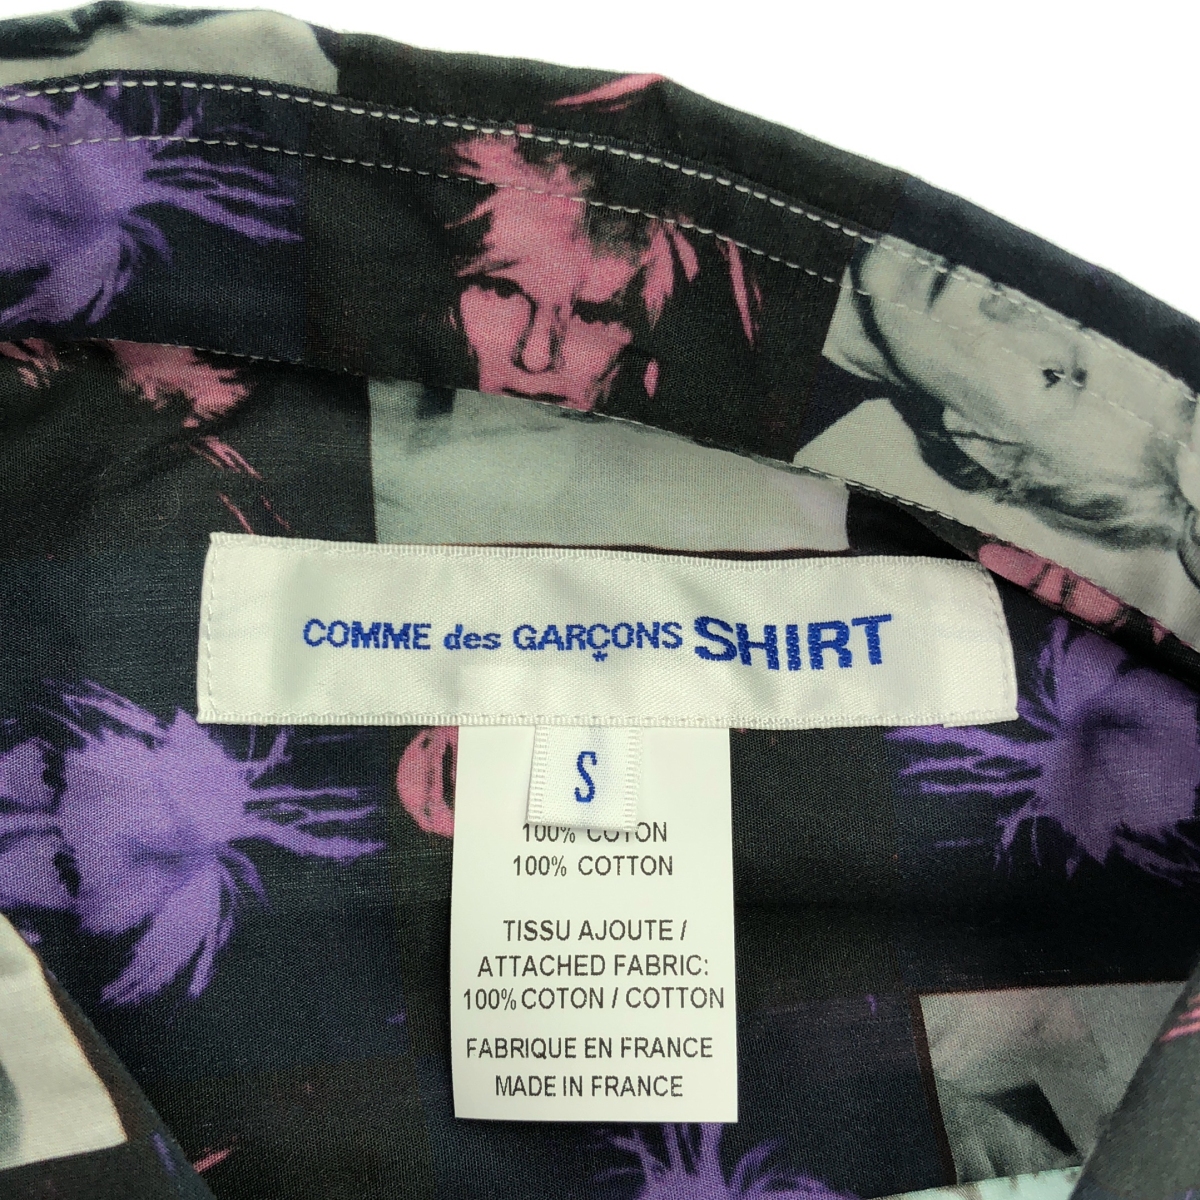 COMME des GARÇONS SHIRT
S
100% COTON
100% COTTON
TISSU AJOUTE /
ATTACHED FABRIC:
100% COTON / COTTON
FABRIQUE EN FRANCE
MADE IN FRANCE